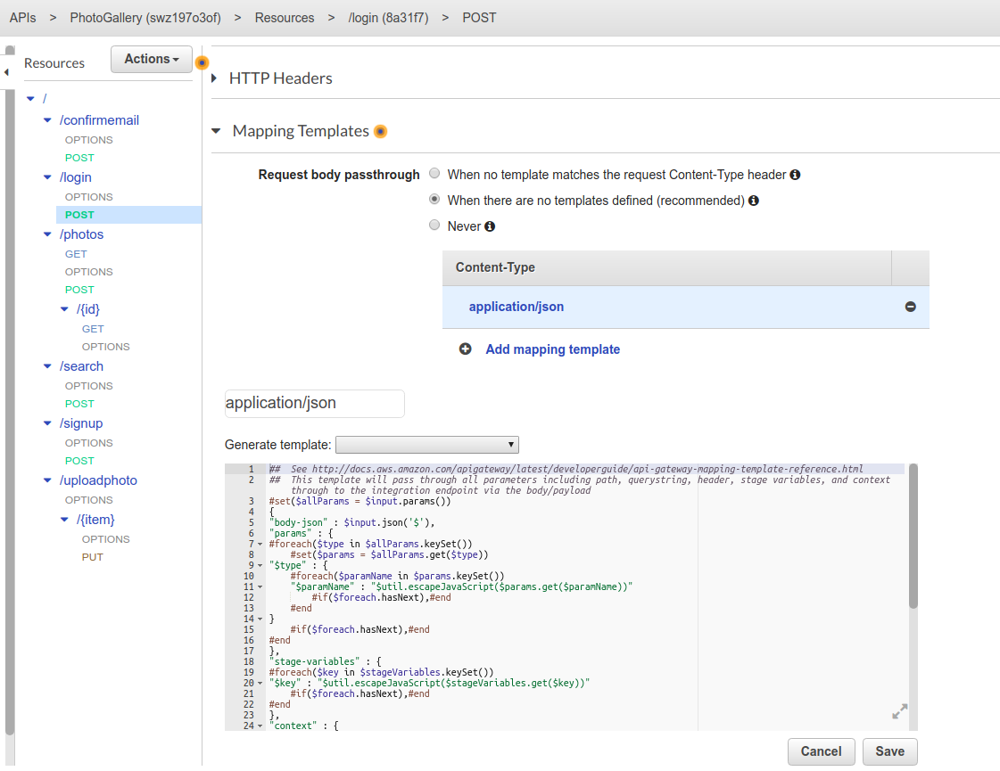 APIs > PhotoGallery (swz197o3of) > Resources > /login (8a31f7) > POST
Resources
Actions
/
/confirmemail
OPTIONS
POST
/login
OPTIONS
POST
/photos
GET
OPTIONS
POST
/{id}
GET
OPTIONS
/search
OPTIONS
POST
/signup
OPTIONS
POST
/uploadphoto
OPTIONS
/{item}
OPTIONS
PUT
HTTP Headers
Mapping Templates
Request body passthrough
When no template matches the request Content-Type header
When there are no templates defined (recommended)
Never
Content-Type
application/json
Add mapping template
application/json
Generate template:
1 ## See http://docs.aws.amazon.com/apigateway/latest/developerguide/api-gateway-mapping-template-reference.html
2 ## This template will pass through all parameters including path, querystring, header, stage variables, and context
through to the integration endpoint via the body/payload
3 #set($allParams = $input.params())
4 {
5 "body-json" : $input.json('$'),
6 "params" : {
7 #foreach($type in $allParams.keySet())
8 #set($params = $allParams.get($type))
9 "$type" : {
10 #foreach($paramName in $params.keySet())
11 "$paramName" : "$util.escapeJavaScript($params.get($paramName))"
12 #if($foreach.hasNext),#end
13 #end
14 }
15 #if($foreach.hasNext),#end
16 #end
17 },
18 "stage-variables" : {
19 #foreach($key in $stageVariables.keySet())
20 "$key" : "$util.escapeJavaScript($stageVariables.get($key))"
21 #if($foreach.hasNext),#end
22 #end
23 },
24 "context" : {
Cancel
Save